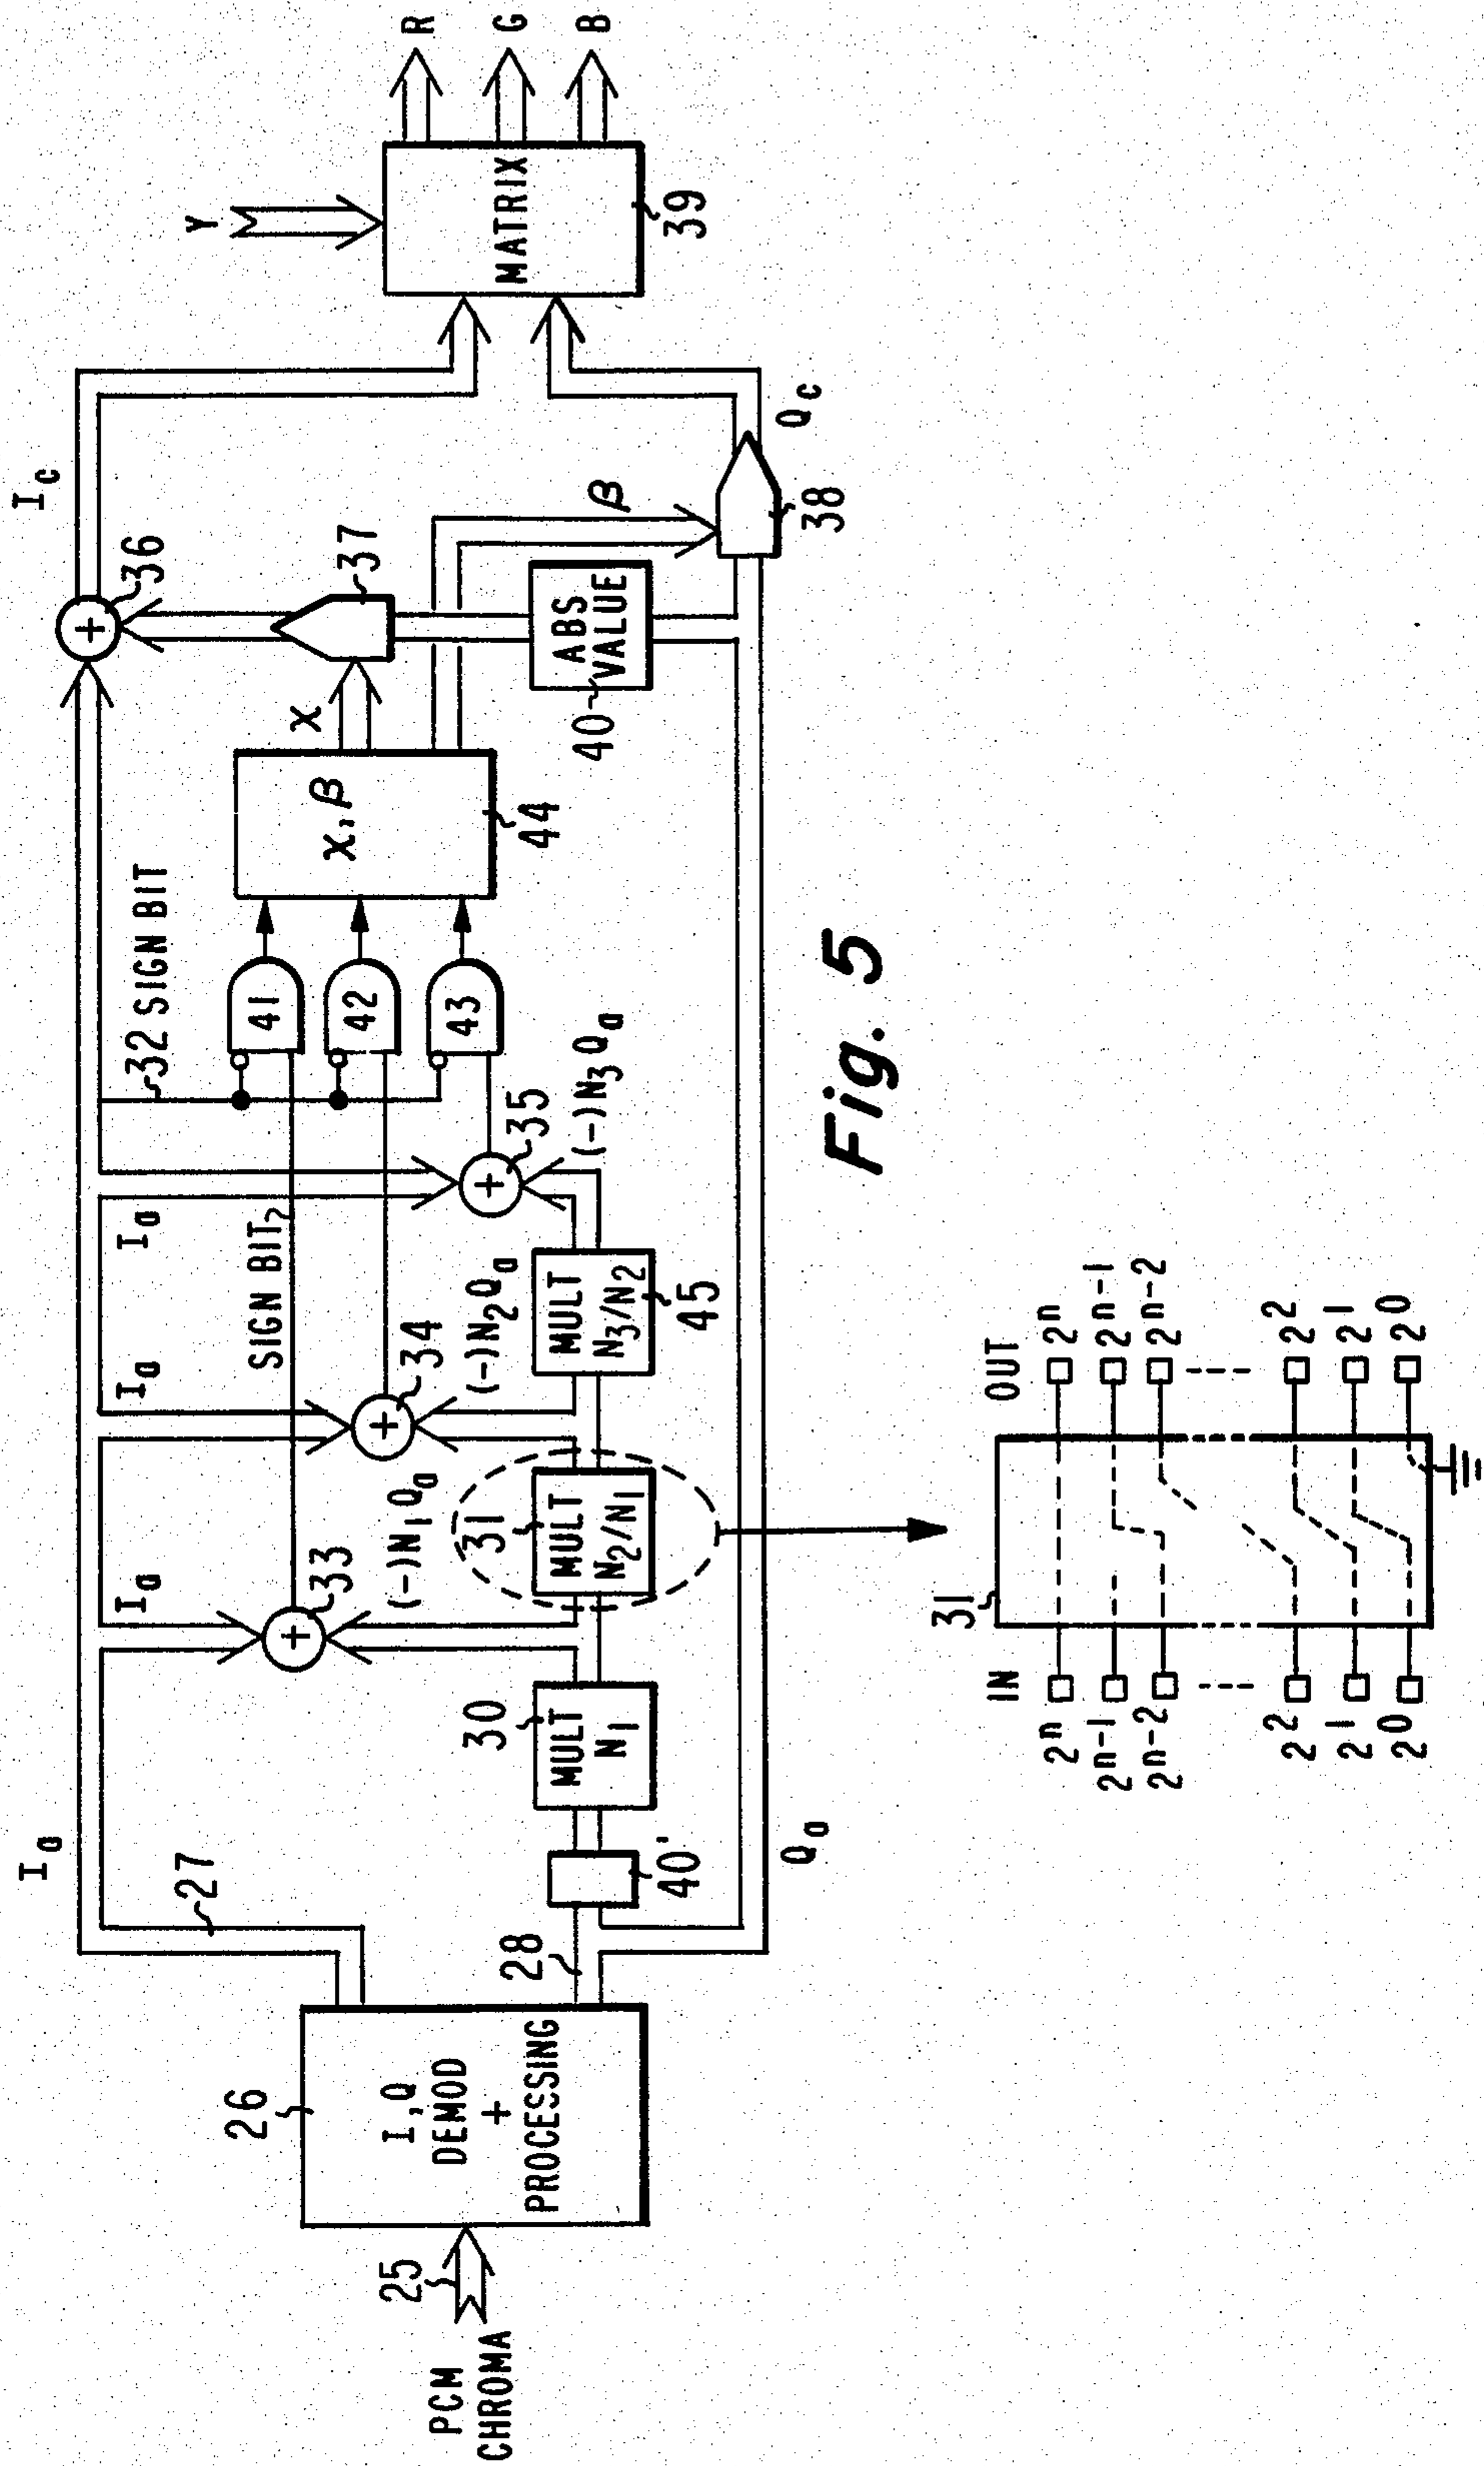 PCM
CHROMA
25
26
I,Q
DEMOD
+
PROCESSING
27
28
Ia
Qa
40'
30
MULT
N1
33
+
Ia
(-)N1Qa
31
MULT
N2/N1
34
+
Ia
(-)N2Qa
SIGN BIT
MULT
N3/N2
45
35
+
Ia
(-)N3Qa
32 SIGN BIT
41
42
43
χ,β
44
χ
β
40
ABS
VALUE
37
36
+
Ic
38
Qc
Y
MATRIX
39
R
G
B
31
IN
OUT
2n 2n
2n-1 2n-1
2n-2 2n-2
22 22
21 21
20 20
Fig. 5